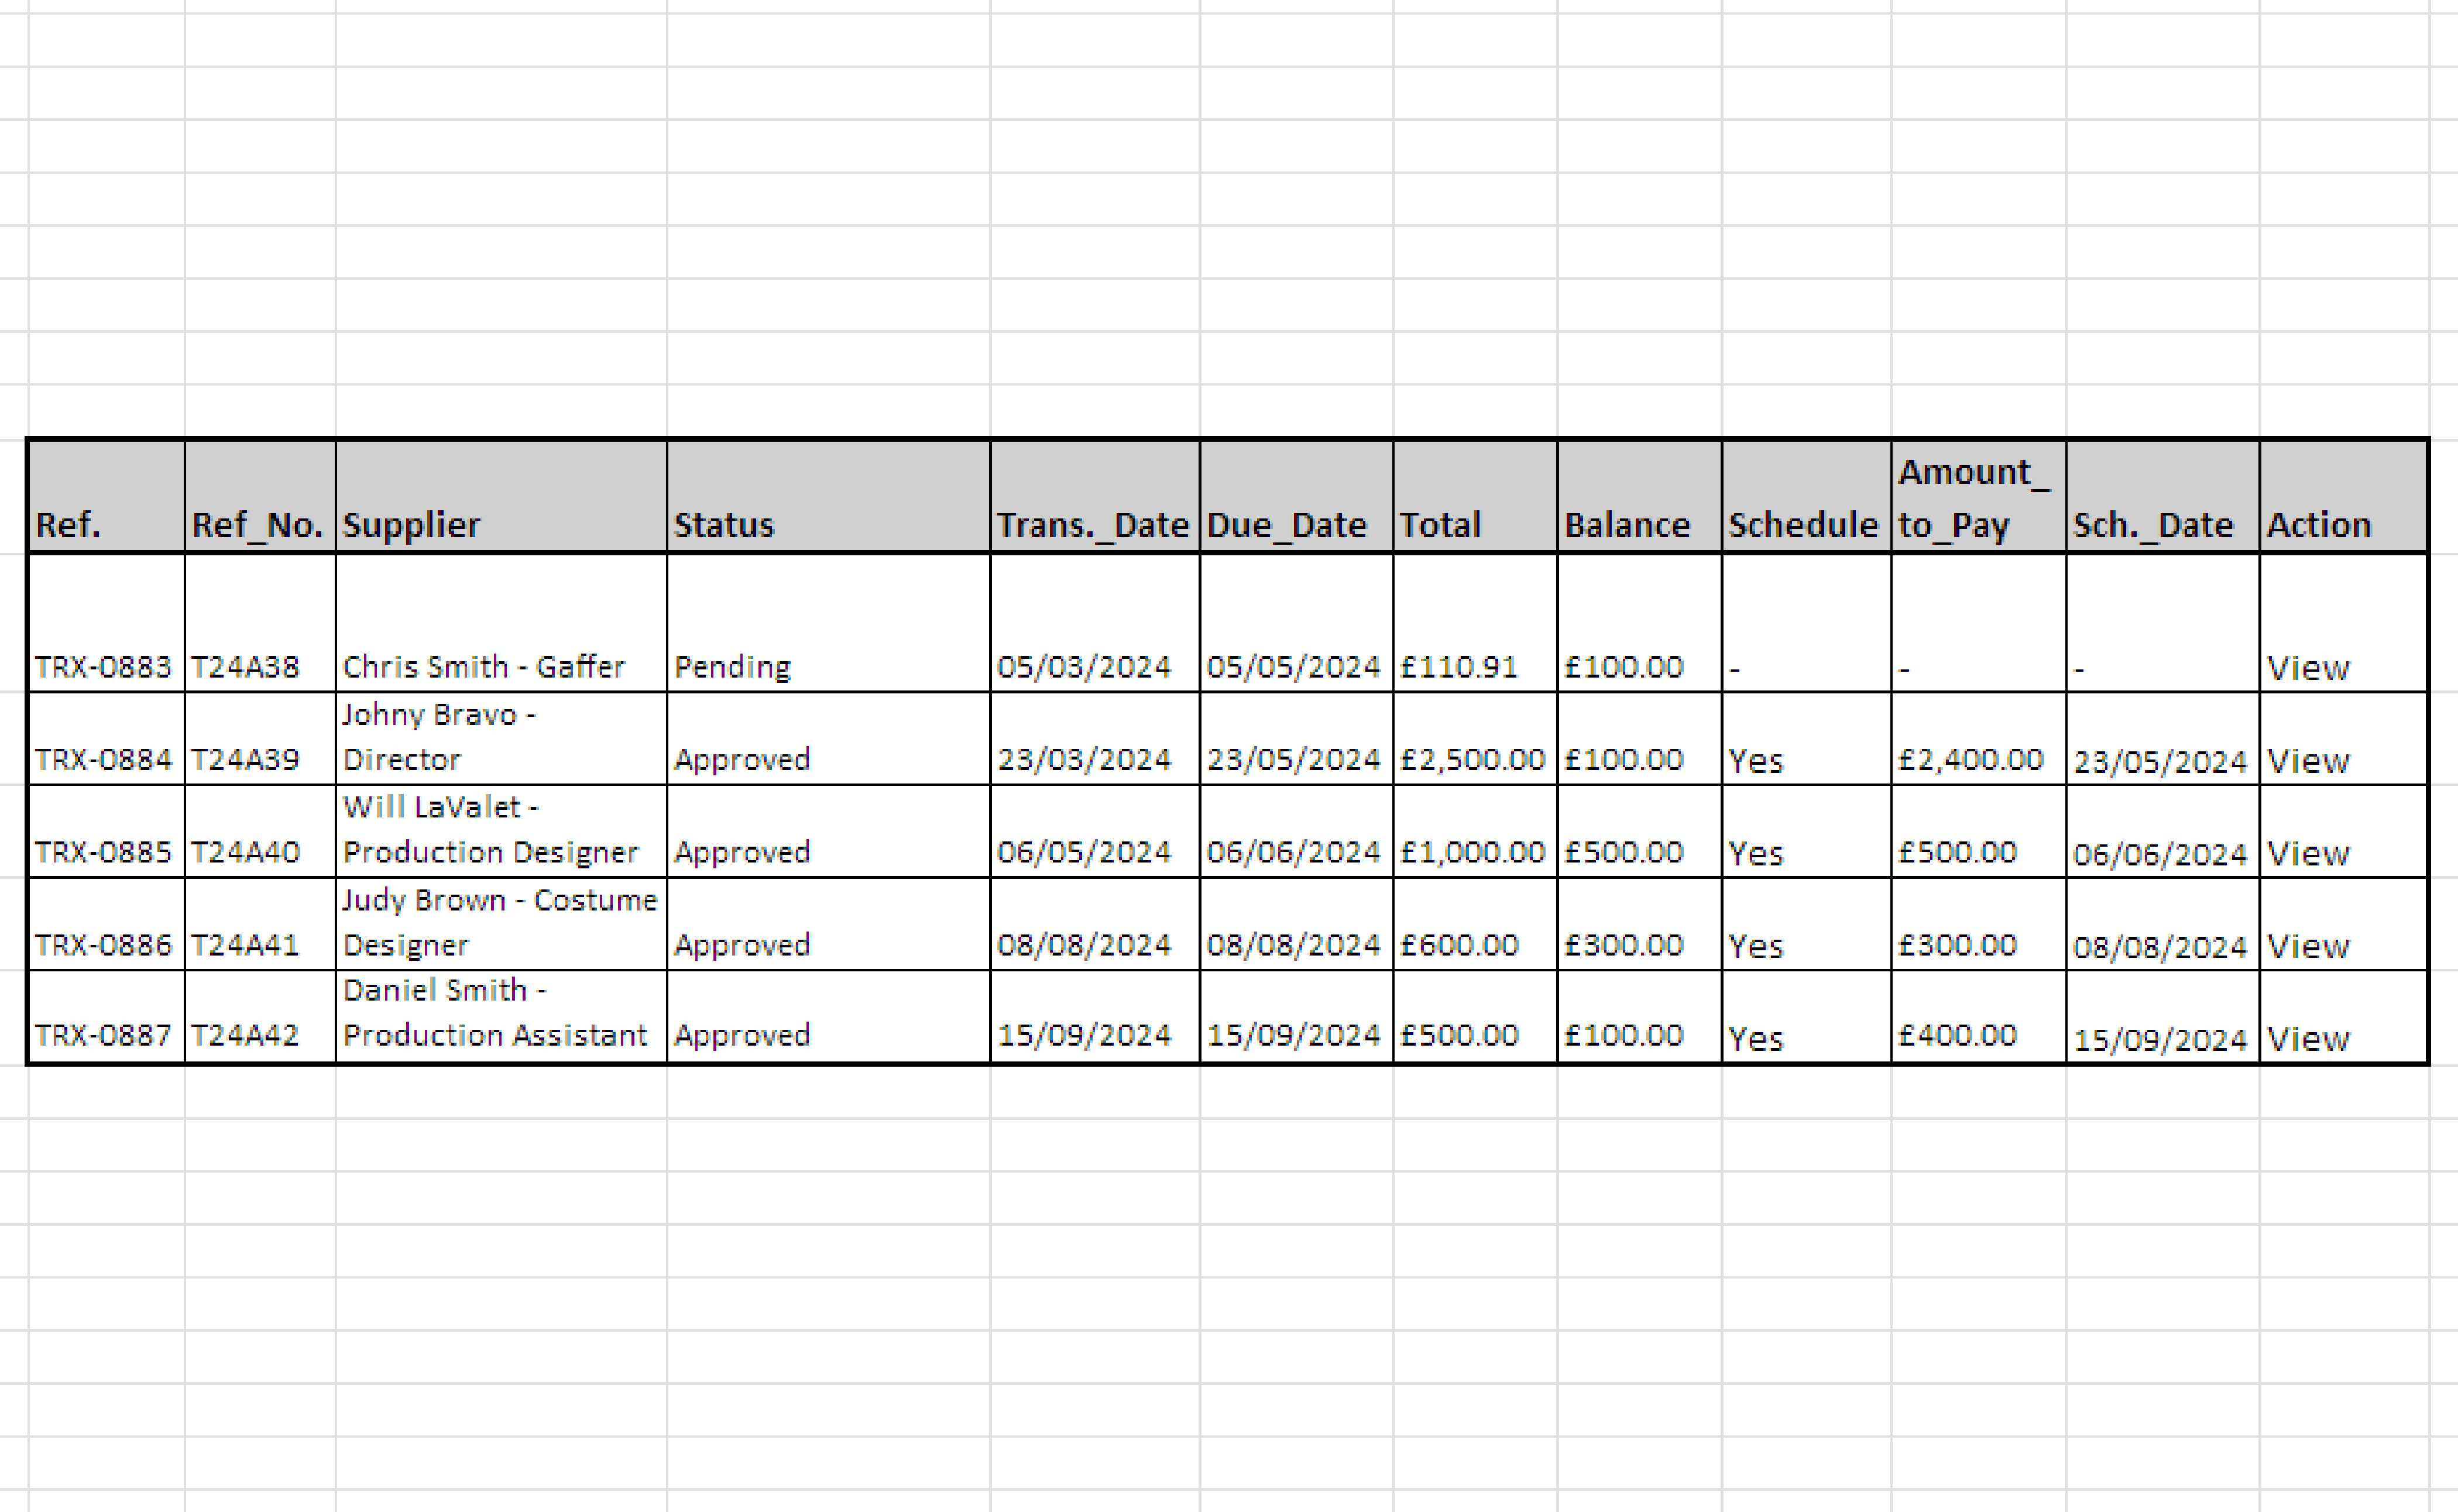 Ref. Ref_No. Supplier Status Trans._Date Due_Date Total Balance Schedule Amount_
to_Pay Sch._Date Action
TRX-0883 T24A38 Chris Smith - Gaffer Pending 05/03/2024 05/05/2024 £110.91 £100.00 - - - View
Johny Bravo -
TRX-0884 T24A39 Director Approved 23/03/2024 23/05/2024 £2,500.00 £100.00 Yes £2,400.00 23/05/2024 View
Will LaValet -
TRX-0885 T24A40 Production Designer Approved 06/05/2024 06/06/2024 £1,000.00 £500.00 Yes £500.00 06/06/2024 View
Judy Brown - Costume
TRX-0886 T24A41 Designer Approved 08/08/2024 08/08/2024 £600.00 £300.00 Yes £300.00 08/08/2024 View
Daniel Smith -
TRX-0887 T24A42 Production Assistant Approved 15/09/2024 15/09/2024 £500.00 £100.00 Yes £400.00 15/09/2024 View